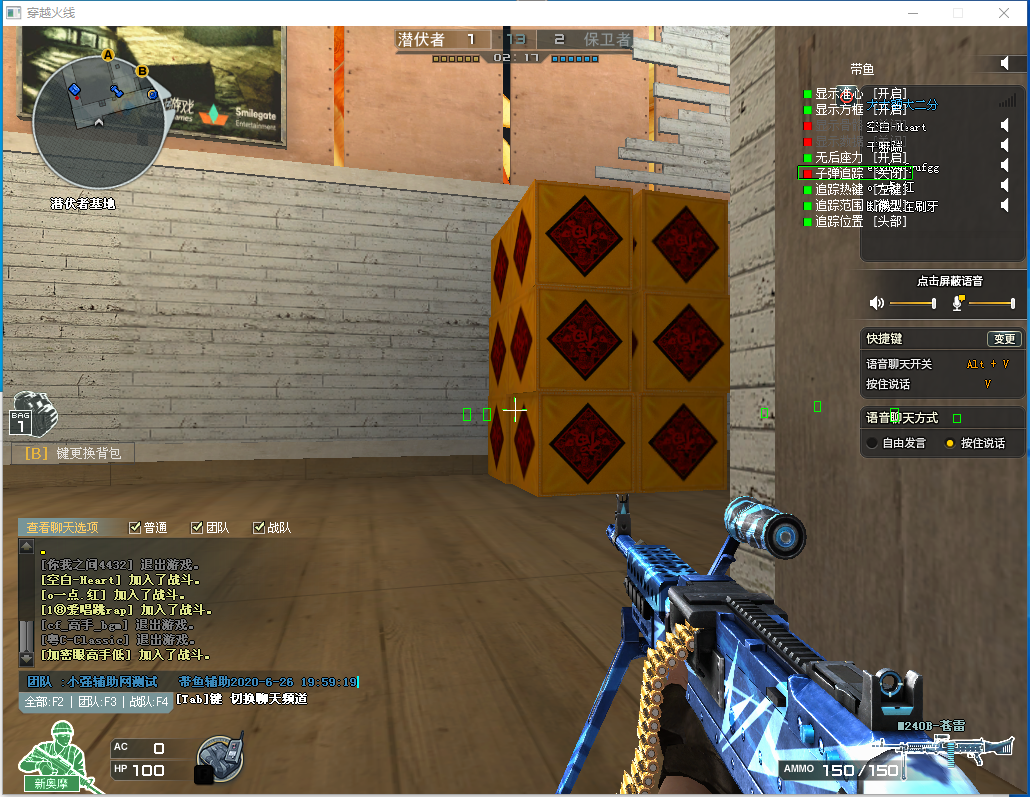 穿越火线
潜伏者 1 13 2 保卫者
02:17
A
B
游戏
Smilegate
Entertainment
潜伏者基地
带鱼
显示准心 [开启]
显示方框 [开启]
空白-Heart
无后座力 [开启]
子弹追踪 [关闭]
追踪热键 [左键]
追踪范围
追踪位置 [头部]
点击屏蔽语音
快捷键 变更
语音聊天开关 Alt + V
按住说话 V
语音聊天方式
自由发言 按住说话
BAG
1
[B] 键更换背包
查看聊天选项 普通 团队 战队
[你我之间4432] 退出游戏。
[空白-Heart] 加入了战斗。
[o一点.红] 加入了战斗。
[1®爱唱跳rap] 加入了战斗。
[cf_高手_bgm] 退出游戏。
[粤C-Classic] 退出游戏。
[加密眼高手低] 加入了战斗。
团队 :小强辅助网测试 带鱼辅助2020-6-26 19:59:19
全部:F2 | 团队:F3 | 战队:F4 [Tab]键 切换聊天频道
新奥摩
AC 0
HP 100
240B-苍雷
AMMO 150/150